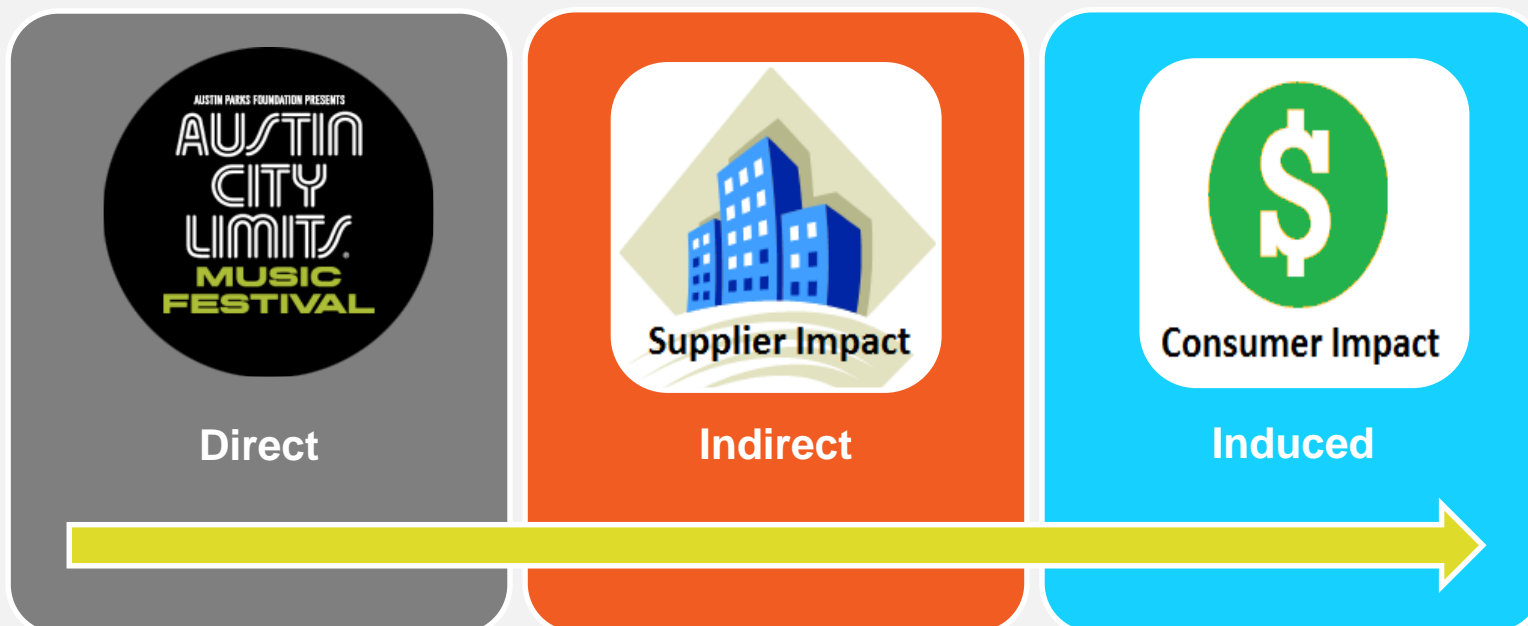 AUSTIN PARKS FOUNDATION PRESENTS
AUSTIN
CITY
LIMITS
MUSIC
FESTIVAL
Direct
Supplier Impact
Indirect
$
Consumer Impact
Induced